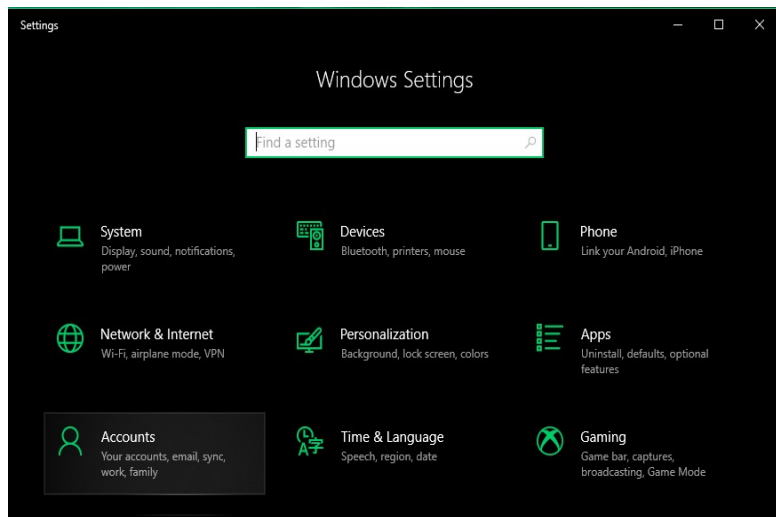 Settings
Windows Settings
Find a setting
System
Display, sound, notifications,
power
Devices
Bluetooth, printers, mouse
Phone
Link your Android, iPhone
Network & Internet
Wi-Fi, airplane mode, VPN
Personalization
Background, lock screen, colors
Apps
Uninstall, defaults, optional
features
Accounts
Your accounts, email, sync,
work, family
Time & Language
Speech, region, date
Gaming
Game bar, captures,
broadcasting, Game Mode